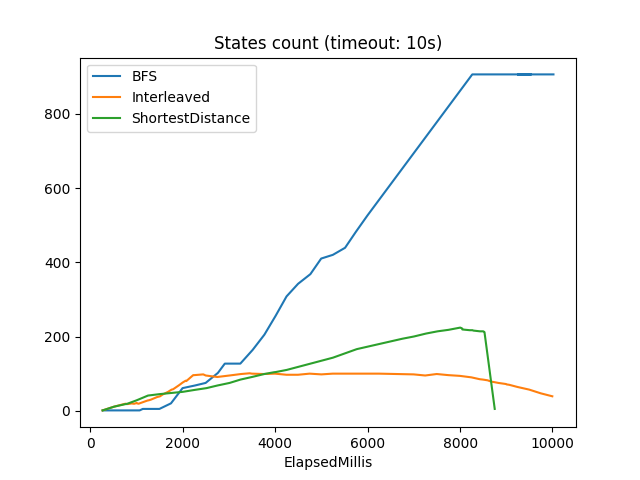 States count (timeout: 10s)
BFS
Interleaved
ShortestDistance
800
600
400
200
0
0 2000 4000 6000 8000 10000
ElapsedMillis